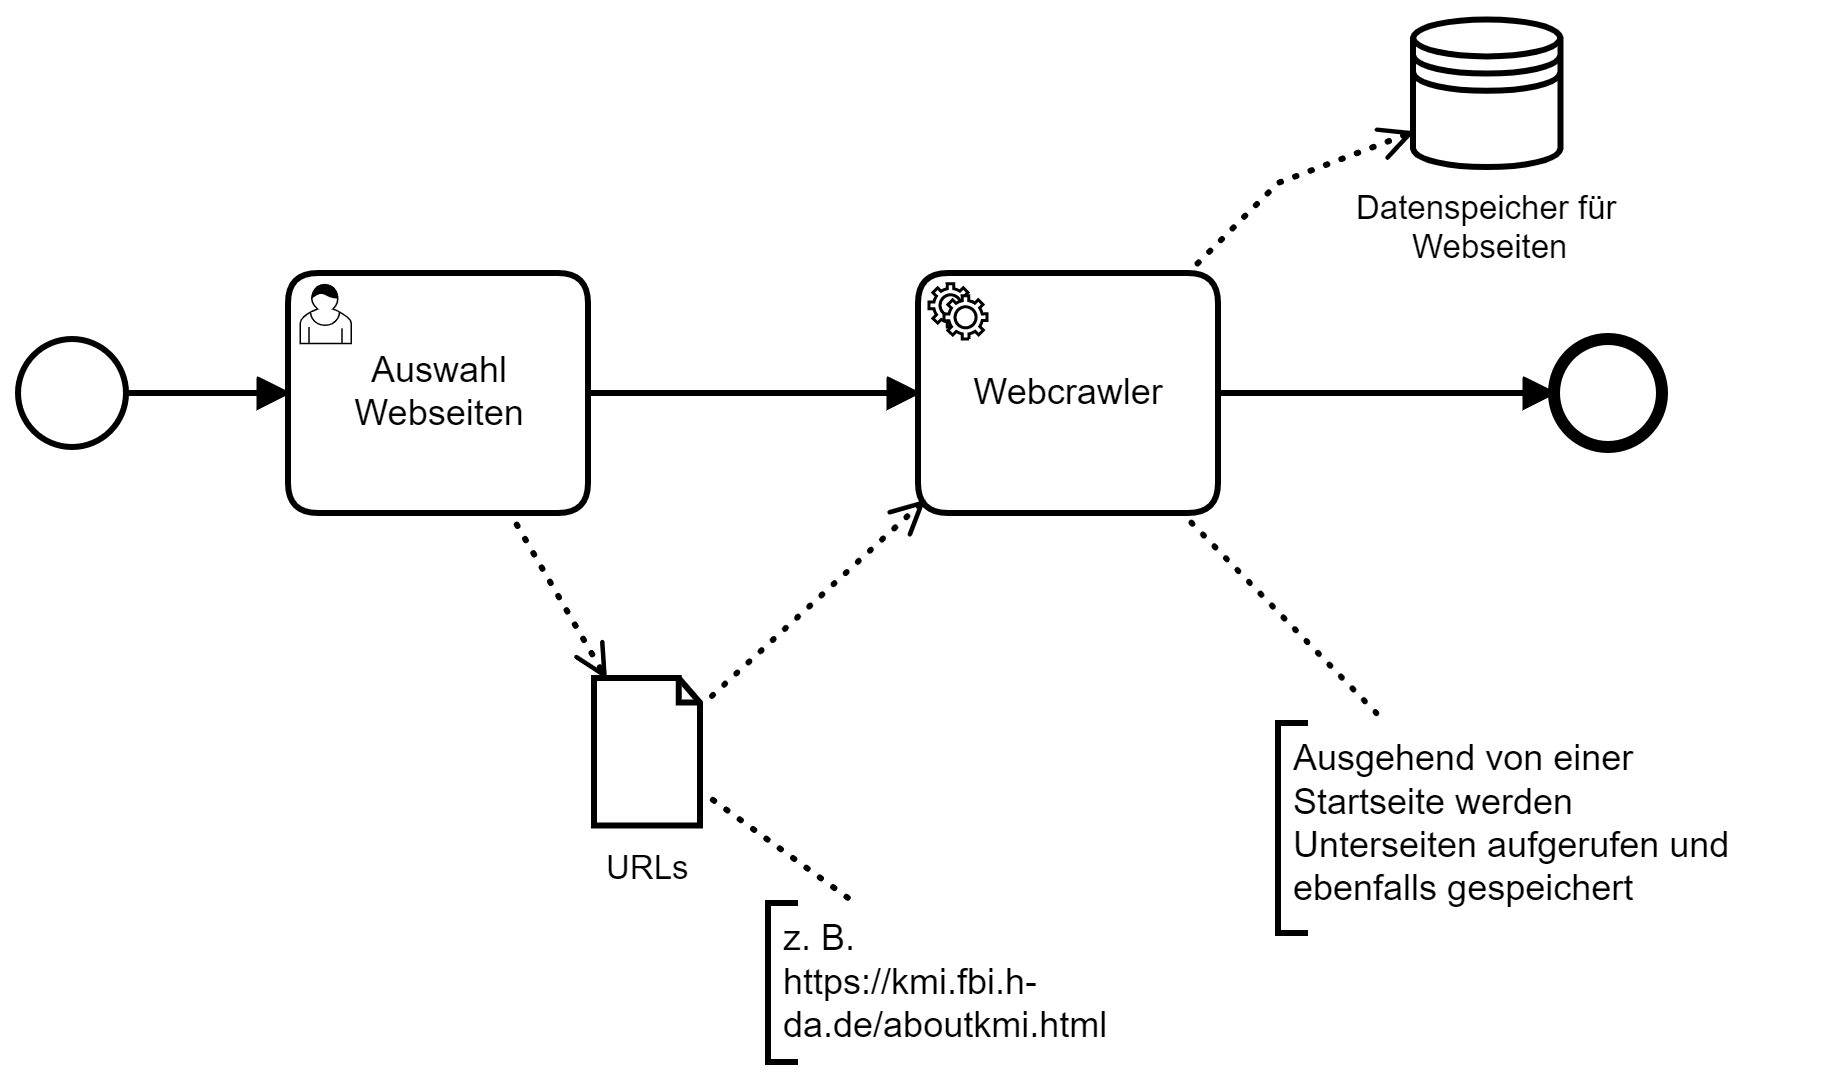 Datenspeicher für
Webseiten
Auswahl
Webseiten
Webcrawler
URLs
Ausgehend von einer
Startseite werden
Unterseiten aufgerufen und
ebenfalls gespeichert
z. B.
https://kmi.fbi.h-
da.de/aboutkmi.html